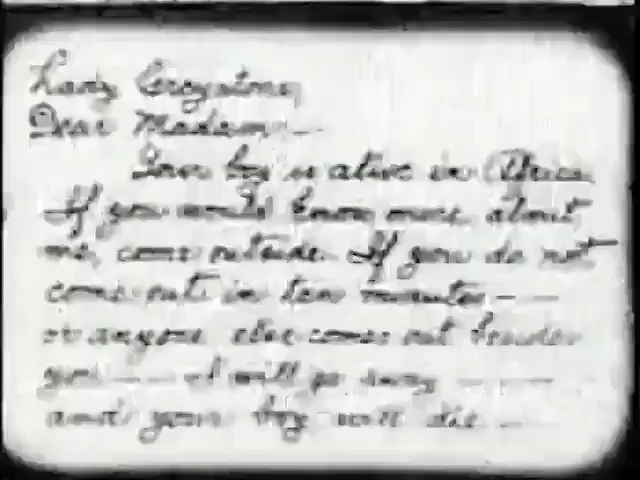 Lady Greystoke,
Dear Madam: —
Your boy is alive in Africa.
If you would know more about
me, come outside. If you do not
come out in ten minutes — —
or anyone else comes out besides
you — — I will go away — —
and your boy will die —